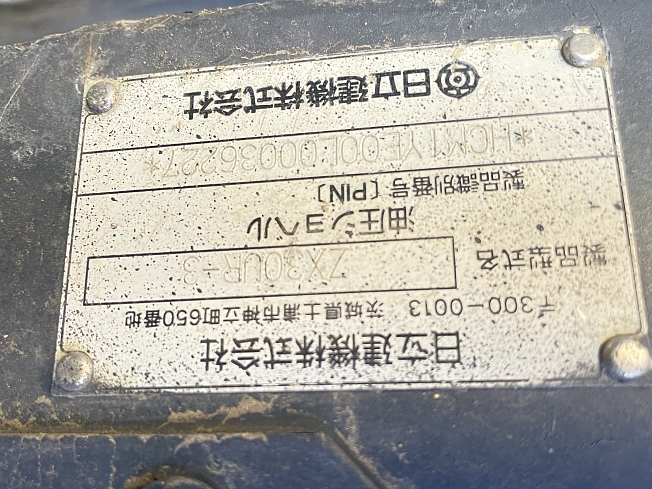 日立建機株式会社
〒300-0013 茨城県土浦市神立町650番地
製品型式名 ZX30UR-3
油圧ショベル
製品識別番号(PIN)
*HCM1YE00L00036227*
日立建機株式会社